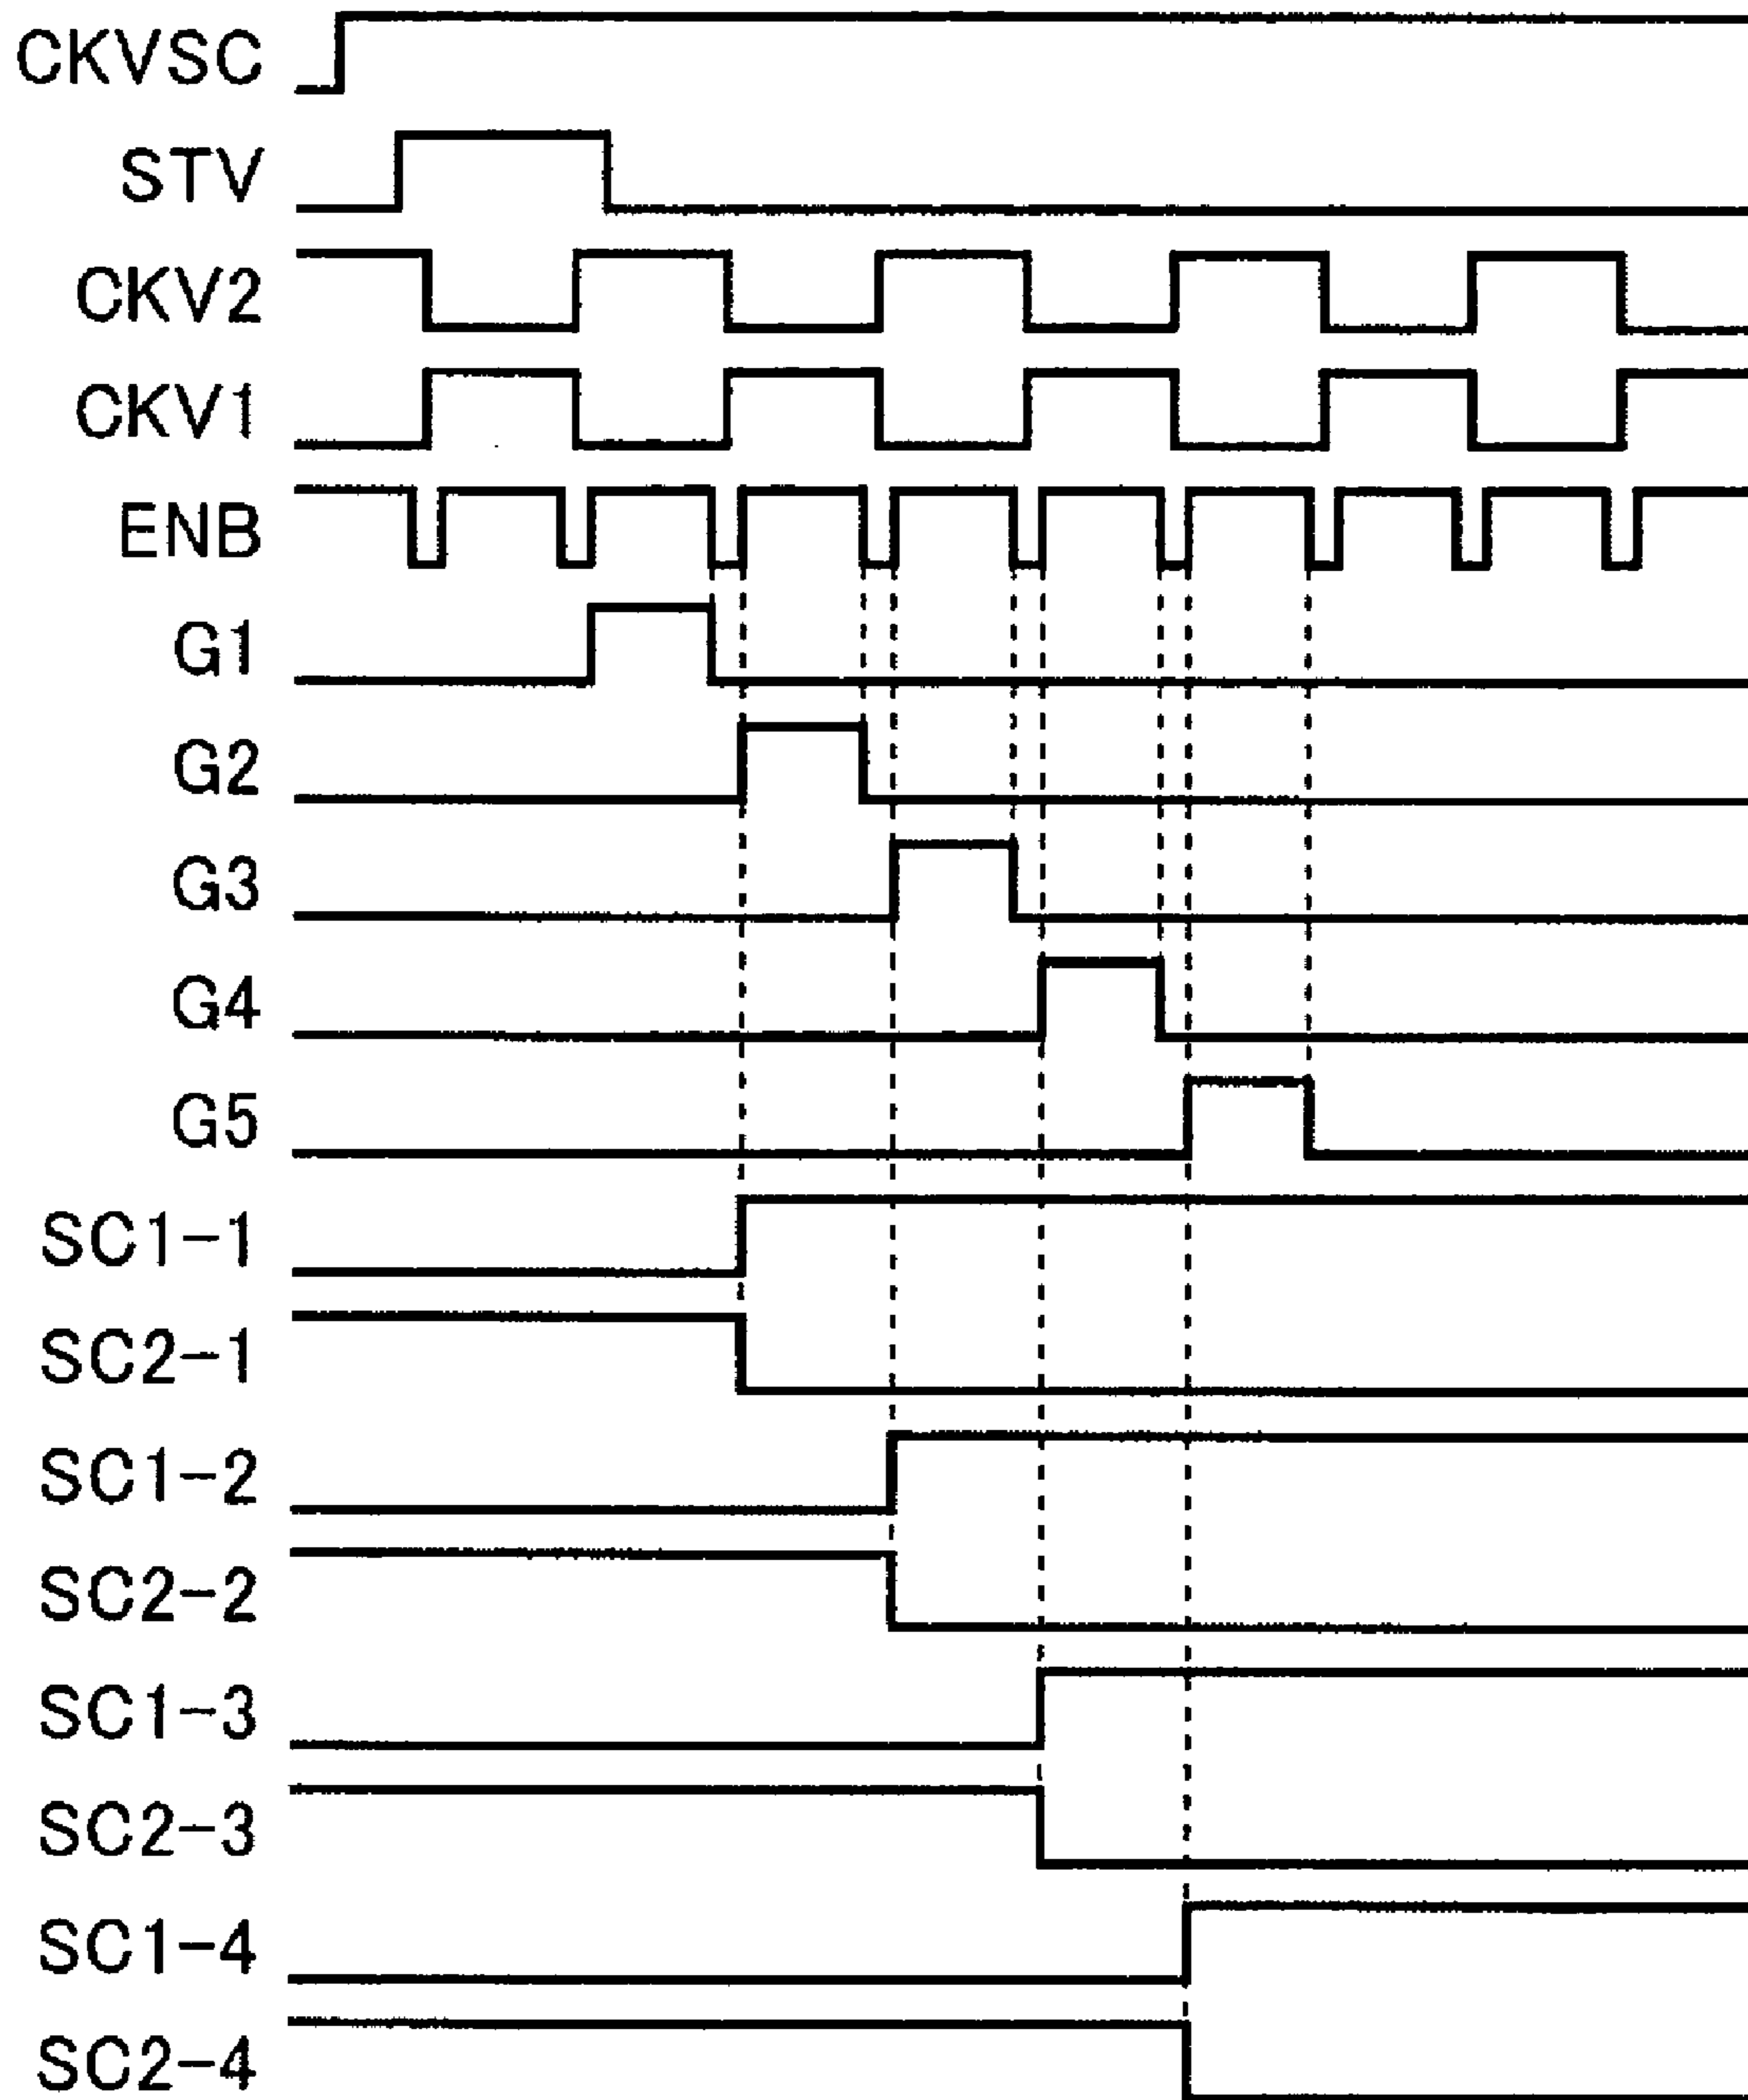 CKVSC
STV
CKV2
CKV1
ENB
G1
G2
G3
G4
G5
SC1-1
SC2-1
SC1-2
SC2-2
SC1-3
SC2-3
SC1-4
SC2-4